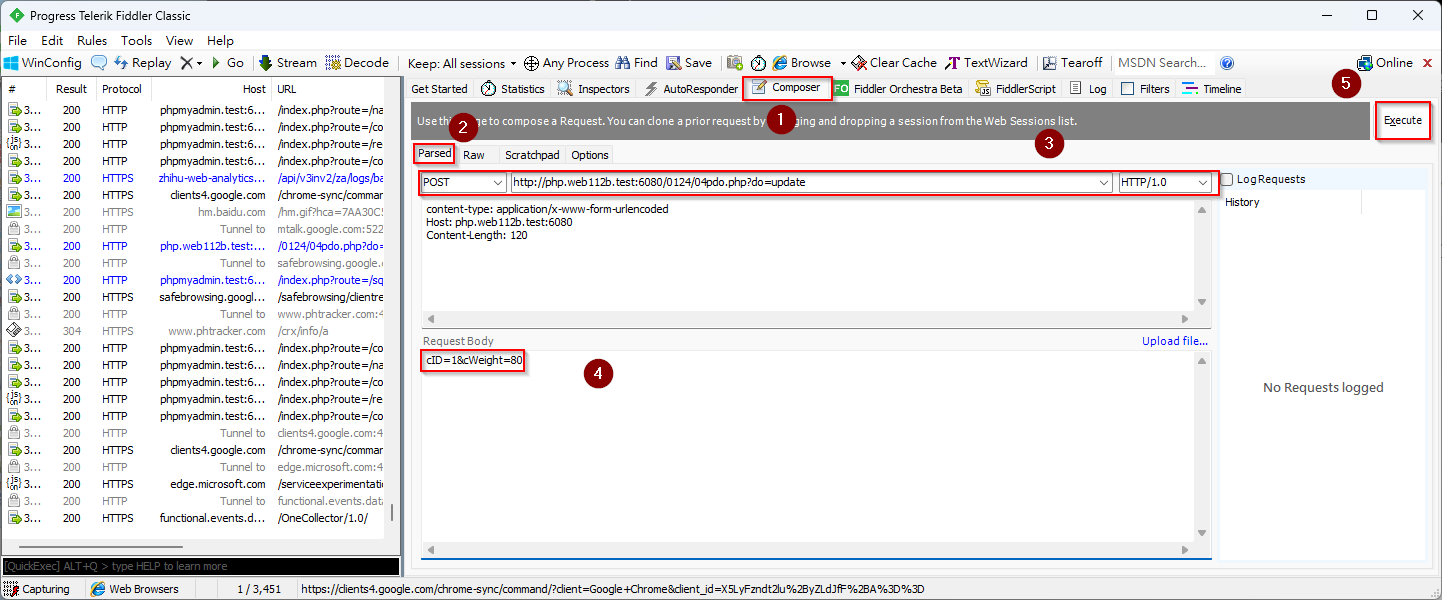 Progress Telerik Fiddler Classic
File Edit Rules Tools View Help
WinConfig Replay Go Stream Decode Keep: All sessions Any Process Find Save Browse Clear Cache TextWizard Tearoff MSDN Search... Online
# Result Protocol Host URL
3... 200 HTTP phpmyadmin.test:6... /index.php?route=/na
3... 200 HTTP phpmyadmin.test:6... /index.php?route=/co
3... 200 HTTP phpmyadmin.test:6... /index.php?route=/re
3... 200 HTTP phpmyadmin.test:6... /index.php?route=/co
3... 200 HTTPS zhihu-web-analytics... /api/v3inv2/za/logs/ba
3... 200 HTTPS clients4.google.com /chrome-sync/comman
3... 200 HTTPS hm.baidu.com /hm.gif?hca=7AA30C5
3... 200 HTTP Tunnel to mtalk.google.com:522
3... 200 HTTP php.web112b.test:... /0124/04pdo.php?do=
3... 200 HTTP Tunnel to safebrowsing.google.c
3... 200 HTTP phpmyadmin.test:6... /index.php?route=/sq
3... 200 HTTPS safebrowsing.googl... /safebrowsing/clientre
3... 200 HTTP Tunnel to www.phtracker.com:4
3... 304 HTTPS www.phtracker.com /crx/info/a
3... 200 HTTP phpmyadmin.test:6... /index.php?route=/co
3... 200 HTTP phpmyadmin.test:6... /index.php?route=/na
3... 200 HTTP phpmyadmin.test:6... /index.php?route=/co
3... 200 HTTP phpmyadmin.test:6... /index.php?route=/re
3... 200 HTTP phpmyadmin.test:6... /index.php?route=/co
3... 200 HTTP Tunnel to clients4.google.com:4
3... 200 HTTPS clients4.google.com /chrome-sync/comman
3... 200 HTTP Tunnel to edge.microsoft.com:4
3... 200 HTTPS edge.microsoft.com /serviceexperimentatio
3... 200 HTTP Tunnel to functional.events.data
3... 200 HTTPS functional.events.d... /OneCollector/1.0/
[QuickExec] ALT+Q > type HELP to learn more
Get Started Statistics Inspectors AutoResponder Composer FO Fiddler Orchestra Beta FiddlerScript Log Filters Timeline
5
1
Use this page to compose a Request. You can clone a prior request by dragging and dropping a session from the Web Sessions list.
Execute
2
3
Parsed Raw Scratchpad Options
POST http://php.web112b.test:6080/0124/04pdo.php?do=update HTTP/1.0
Log Requests
History
content-type: application/x-www-form-urlencoded
Host: php.web112b.test:6080
Content-Length: 120
Request Body Upload file...
cID=1&cWeight=80
4
No Requests logged
Capturing Web Browsers 1 / 3,451 https://clients4.google.com/chrome-sync/command/?client=Google+Chrome&client_id=X5LyFzndt2lu%2ByZLdJfF%2BA%3D%3D